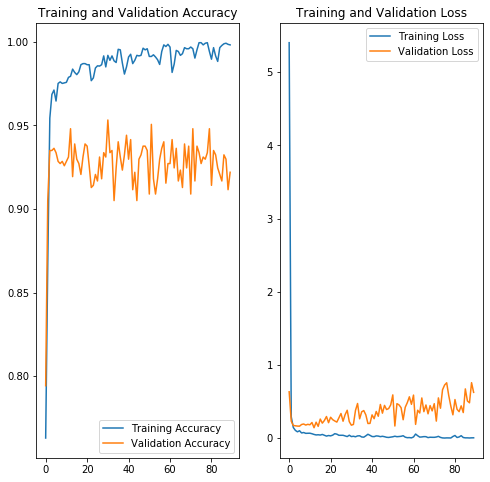 Training and Validation Accuracy
1.00
0.95
0.90
0.85
0.80
0 20 40 60 80
Training Accuracy
Validation Accuracy
Training and Validation Loss
5
4
3
2
1
0
0 20 40 60 80
Training Loss
Validation Loss